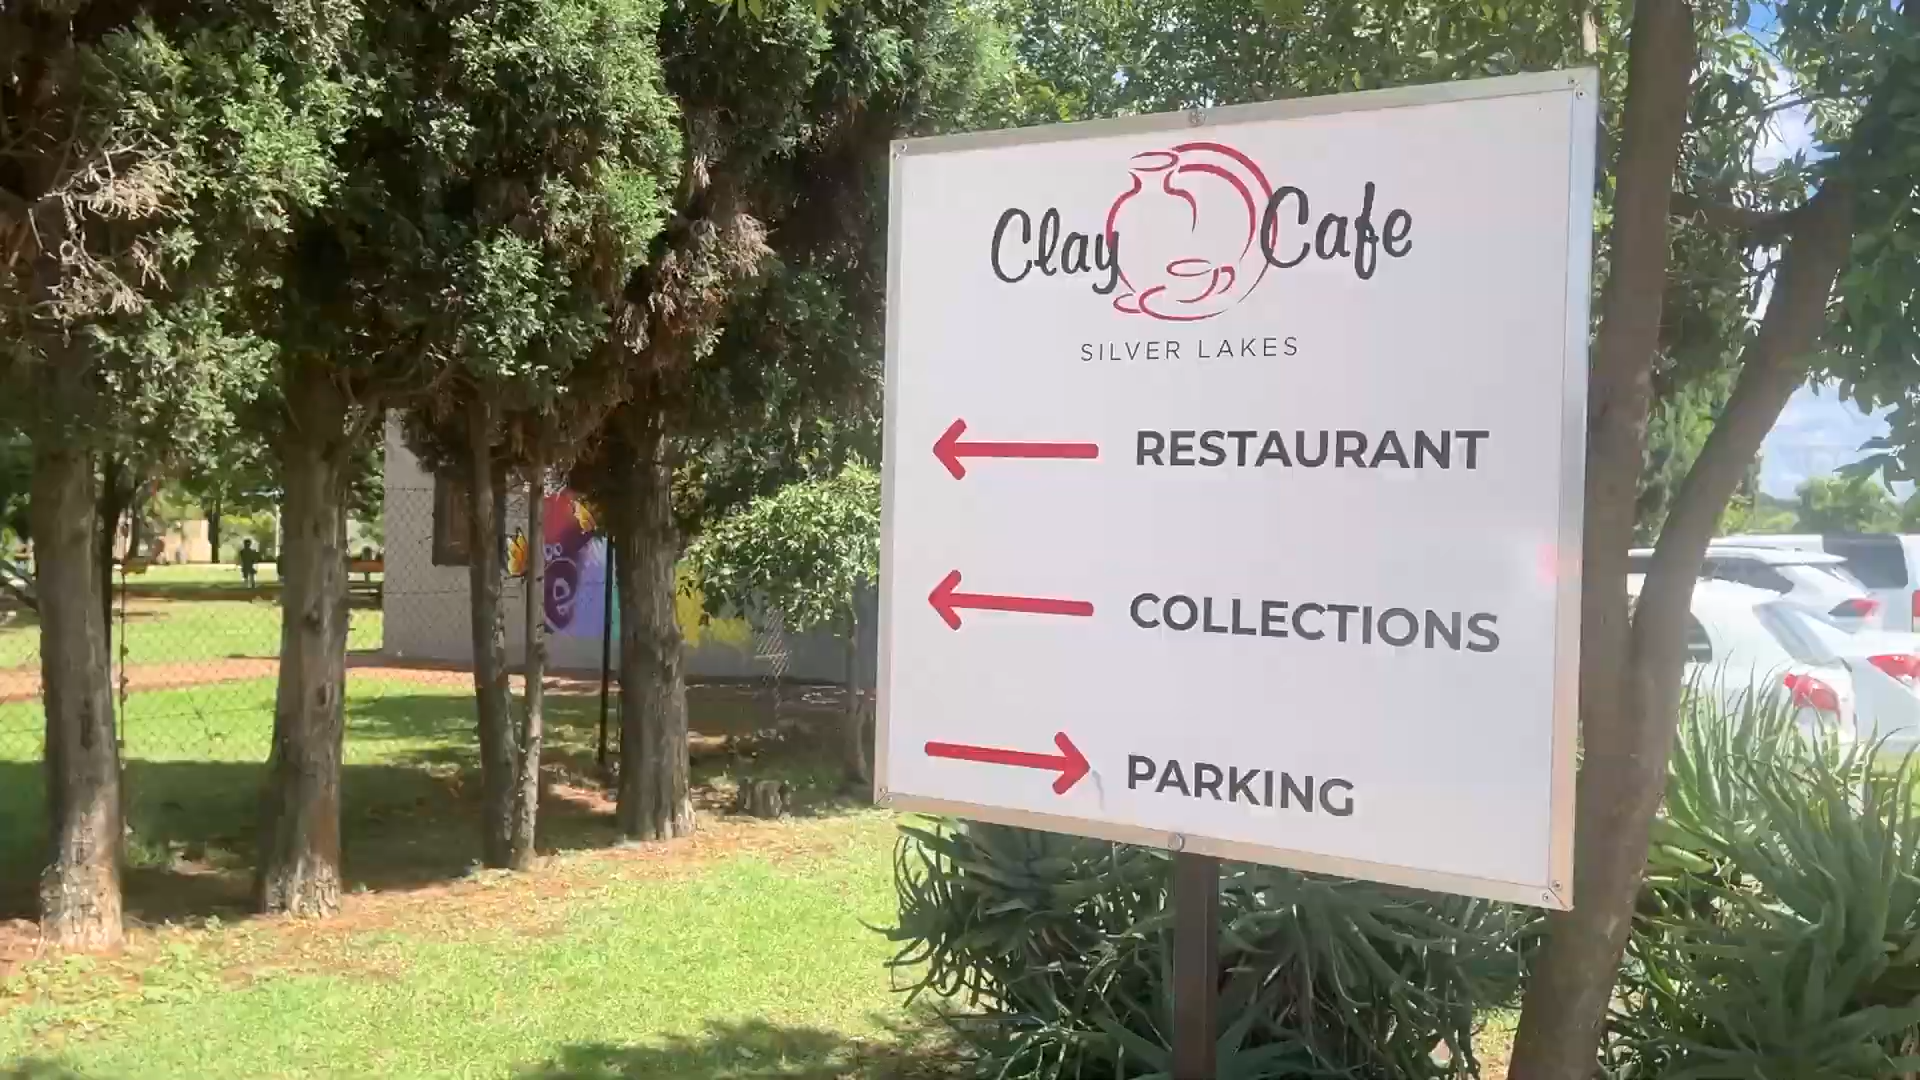 Clay Cafe
SILVER LAKES
RESTAURANT
COLLECTIONS
PARKING